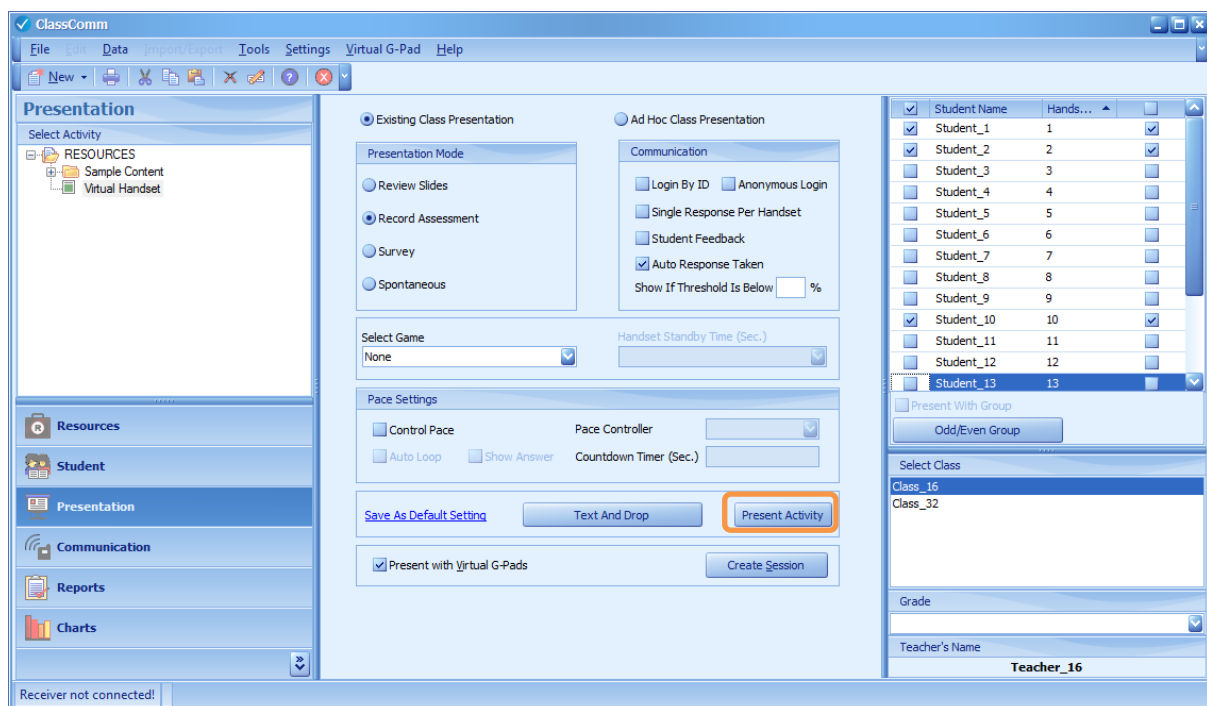 ClassComm
File Edit Data Import/Export Tools Settings Virtual G-Pad Help
New
Presentation
Select Activity
RESOURCES
Sample Content
Virtual Handset
Resources
Student
Presentation
Communication
Reports
Charts
Existing Class Presentation Ad Hoc Class Presentation
Presentation Mode
Review Slides
Record Assessment
Survey
Spontaneous
Communication
Login By ID Anonymous Login
Single Response Per Handset
Student Feedback
Auto Response Taken
Show If Threshold Is Below %
Select Game
None
Handset Standby Time (Sec.)
Pace Settings
Control Pace Pace Controller
Auto Loop Show Answer Countdown Timer (Sec.)
Save As Default Setting Text And Drop Present Activity
Present with Virtual G-Pads Create Session
Student Name Hands...
Student_1 1
Student_2 2
Student_3 3
Student_4 4
Student_5 5
Student_6 6
Student_7 7
Student_8 8
Student_9 9
Student_10 10
Student_11 11
Student_12 12
Student_13 13
Present With Group
Odd/Even Group
Select Class
Class_16
Class_32
Grade
Teacher's Name
Teacher_16
Receiver not connected!